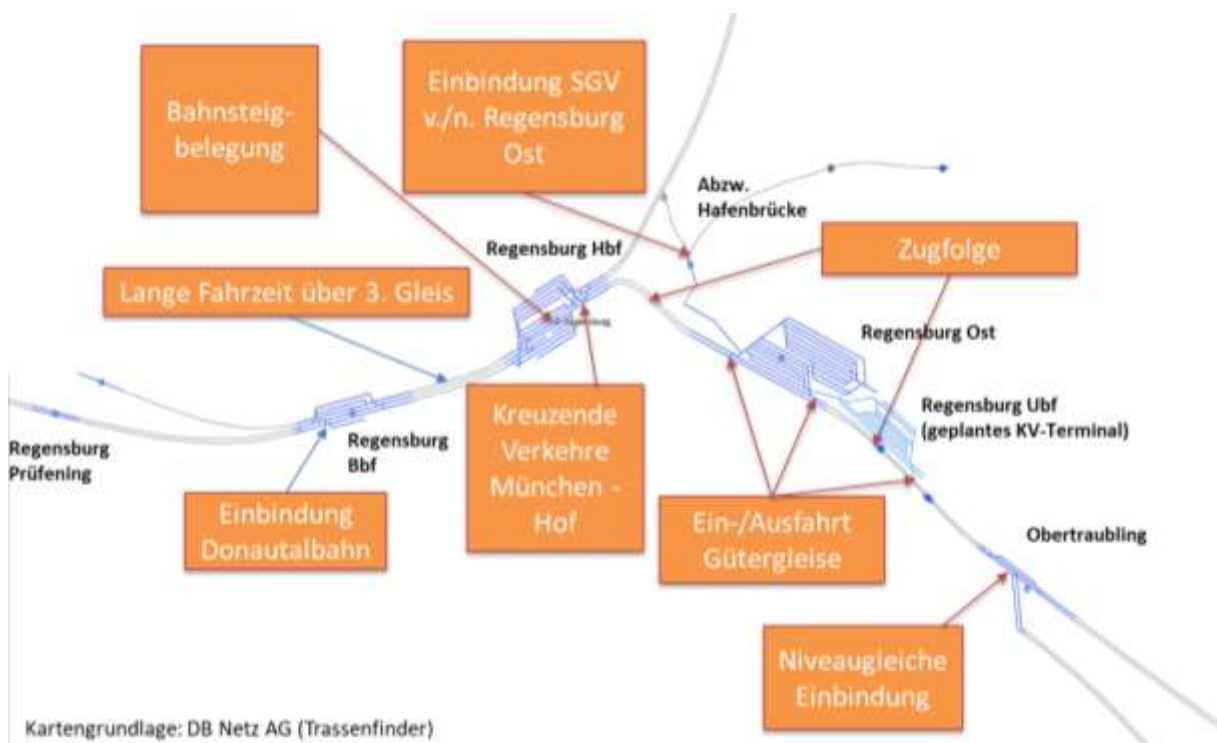 Bahnsteig-
belegung
Einbindung SGV
v./n. Regensburg
Ost
Abzw.
Hafenbrücke
Regensburg Hbf
Zugfolge
Lange Fahrzeit über 3. Gleis
Regensburg Ost
Regensburg
Prüfening
Regensburg
Bbf
Kreuzende
Verkehre
München -
Hof
Regensburg Ubf
(geplantes KV-Terminal)
Einbindung
Donautalbahn
Ein-/Ausfahrt
Gütergleise
Obertraubling
Niveaugleiche
Einbindung
Kartengrundlage: DB Netz AG (Trassenfinder)